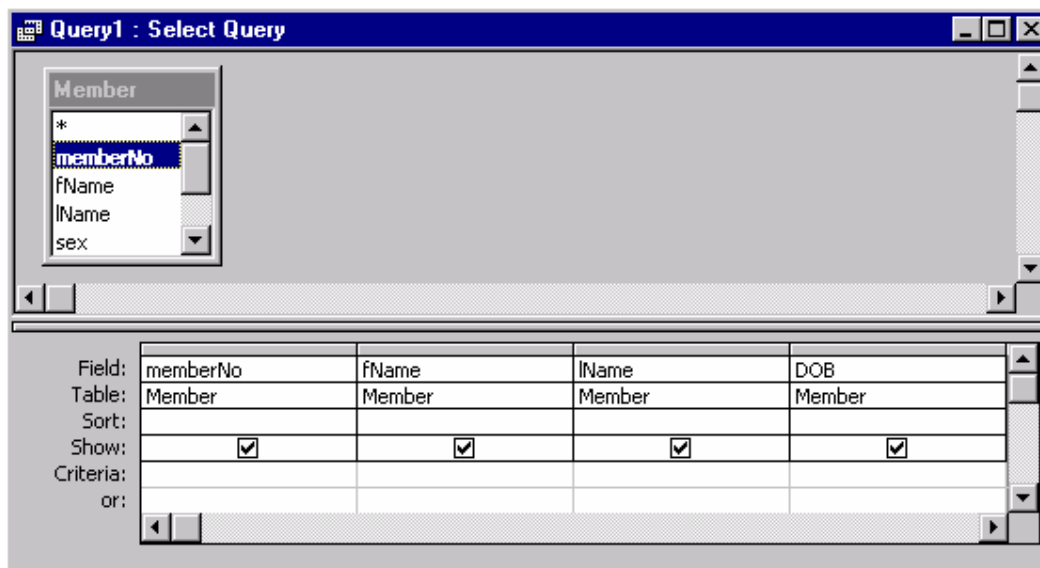 Query1 : Select Query
Member
*
memberNo
fName
lName
sex
Field: memberNo fName lName DOB
Table: Member Member Member Member
Sort:
Show:
Criteria:
or: